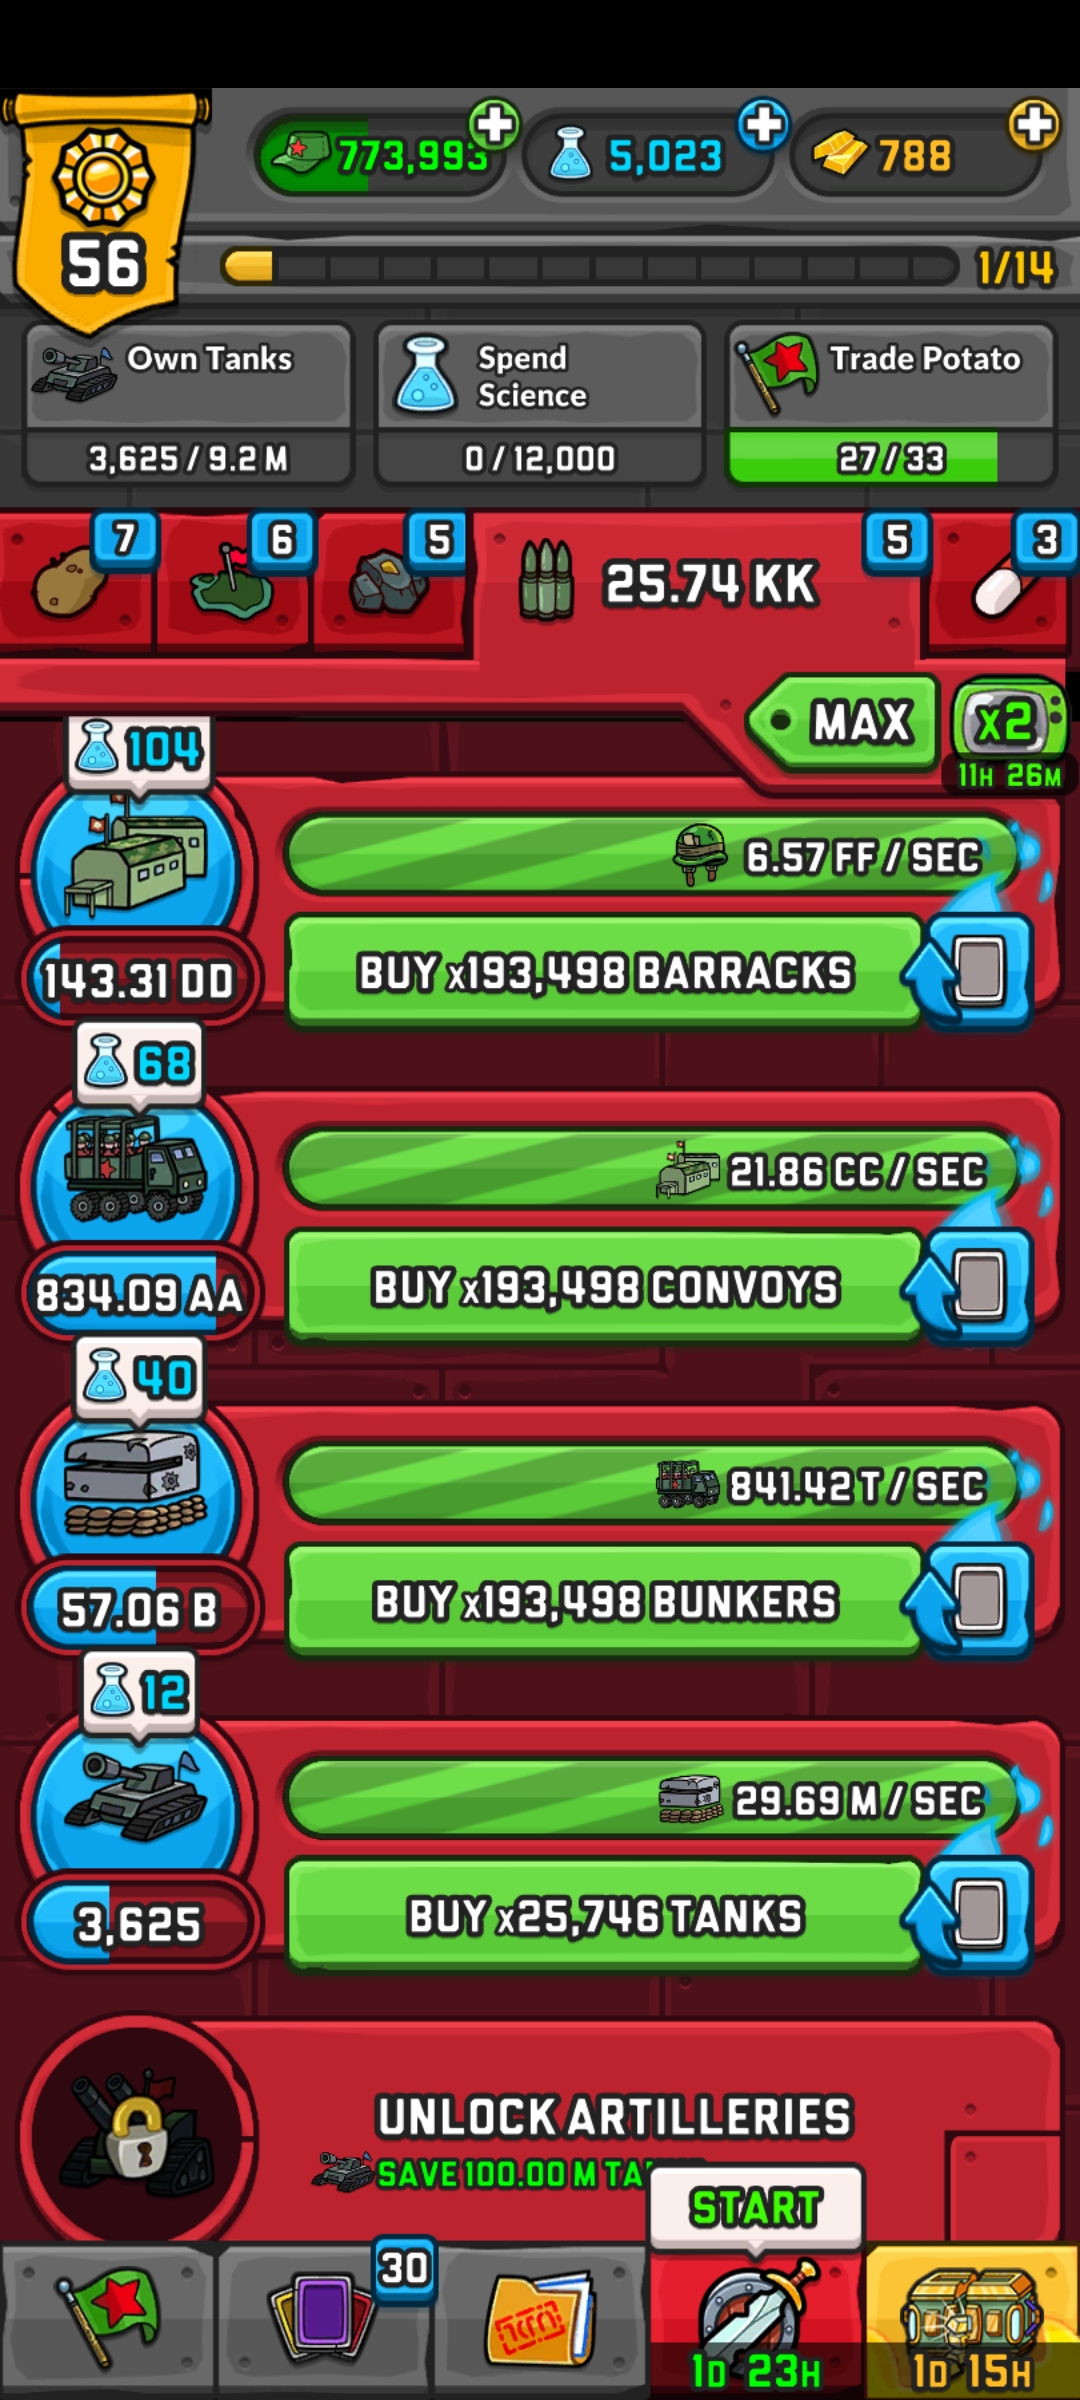 773,993
5,023
788
56
1/14
Own Tanks
Spend
Science
Trade Potato
3,625 / 9.2 M
0 / 12,000
27 / 33
7
6
5
25.74 KK
5
3
MAX
x2
11H 26M
104
6.57 FF / SEC
BUY x193,498 BARRACKS
143.31 DD
68
21.86 CC / SEC
BUY x193,498 CONVOYS
834.09 AA
40
841.42 T / SEC
BUY x193,498 BUNKERS
57.06 B
12
29.69 M / SEC
BUY x25,746 TANKS
3,625
UNLOCK ARTILLERIES
SAVE 100.00 M TA
START
30
1D 23H
1D 15H